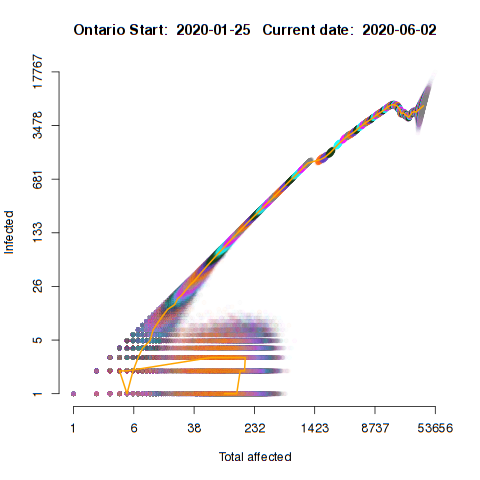 Ontario Start: 2020-01-25 Current date: 2020-06-02
17767
3478
681
133
26
5
1
Infected
1 6 38 232 1423 8737 53656
Total affected